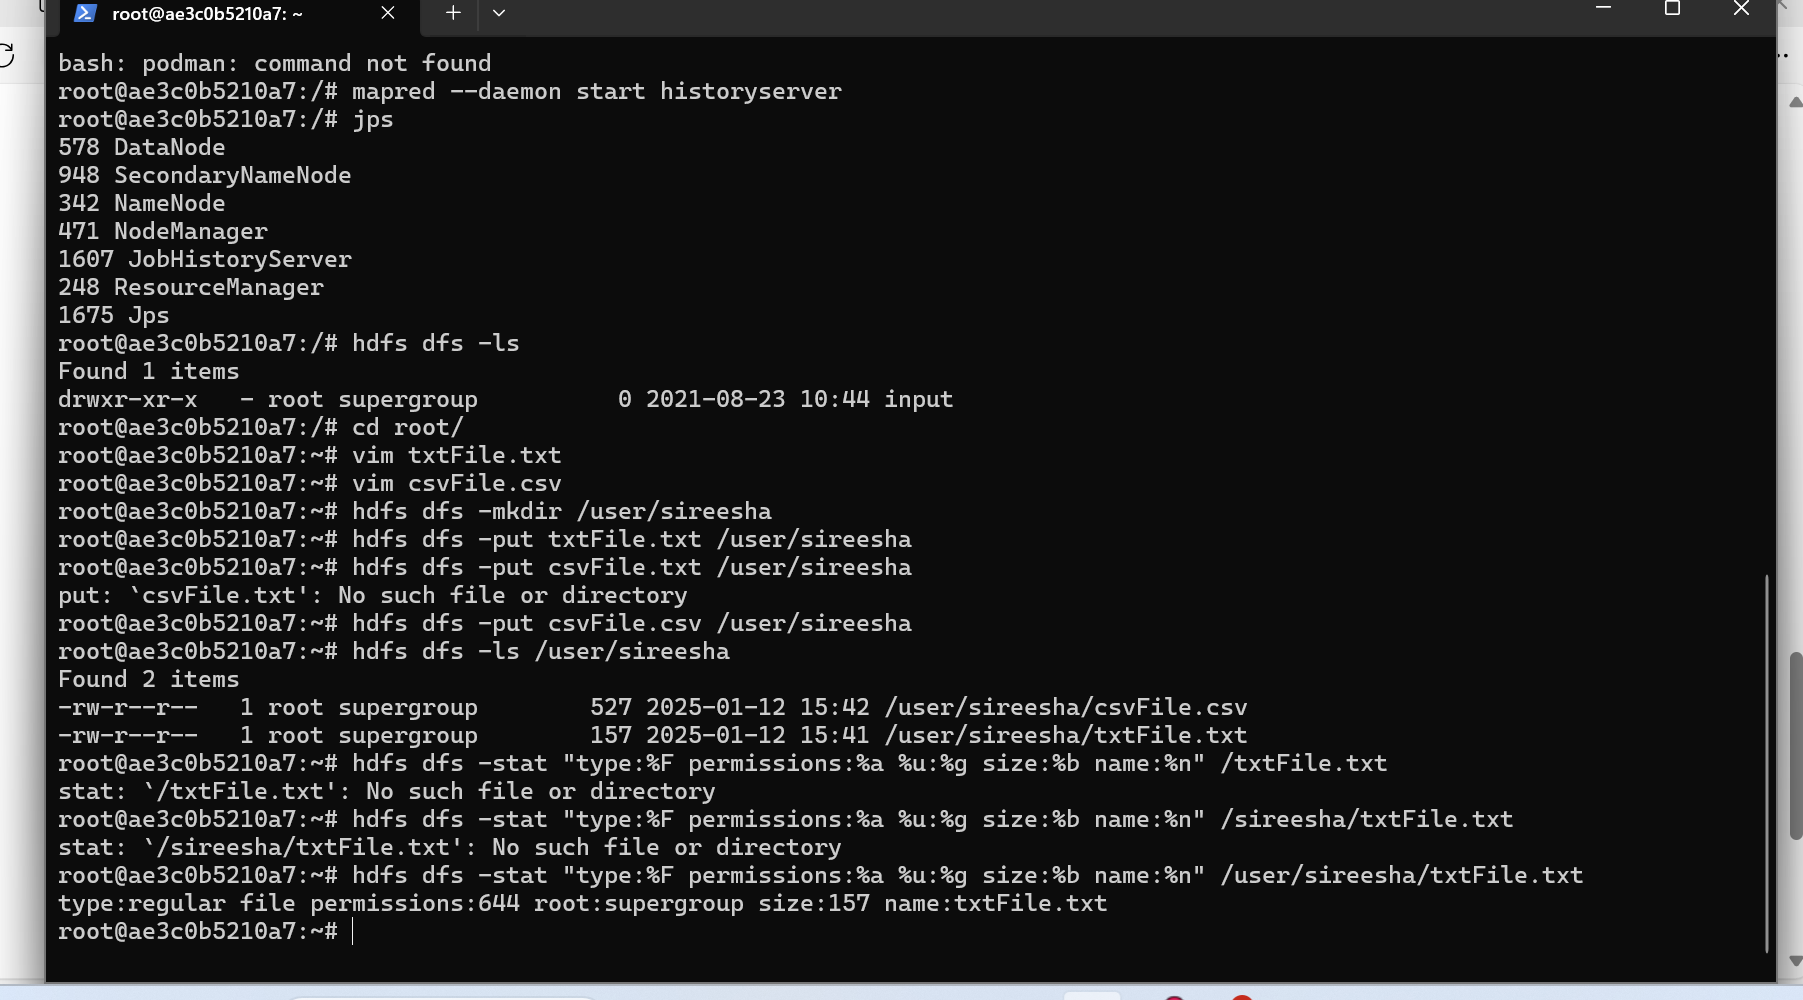 root@ae3c0b5210a7: ~
bash: podman: command not found
root@ae3c0b5210a7:/# mapred --daemon start historyserver
root@ae3c0b5210a7:/# jps
578 DataNode
948 SecondaryNameNode
342 NameNode
471 NodeManager
1607 JobHistoryServer
248 ResourceManager
1675 Jps
root@ae3c0b5210a7:/# hdfs dfs -ls
Found 1 items
drwxr-xr-x   - root supergroup          0 2021-08-23 10:44 input
root@ae3c0b5210a7:/# cd root/
root@ae3c0b5210a7:~# vim txtFile.txt
root@ae3c0b5210a7:~# vim csvFile.csv
root@ae3c0b5210a7:~# hdfs dfs -mkdir /user/sireesha
root@ae3c0b5210a7:~# hdfs dfs -put txtFile.txt /user/sireesha
root@ae3c0b5210a7:~# hdfs dfs -put csvFile.txt /user/sireesha
put: `csvFile.txt': No such file or directory
root@ae3c0b5210a7:~# hdfs dfs -put csvFile.csv /user/sireesha
root@ae3c0b5210a7:~# hdfs dfs -ls /user/sireesha
Found 2 items
-rw-r--r--   1 root supergroup        527 2025-01-12 15:42 /user/sireesha/csvFile.csv
-rw-r--r--   1 root supergroup        157 2025-01-12 15:41 /user/sireesha/txtFile.txt
root@ae3c0b5210a7:~# hdfs dfs -stat "type:%F permissions:%a %u:%g size:%b name:%n" /txtFile.txt
stat: `/txtFile.txt': No such file or directory
root@ae3c0b5210a7:~# hdfs dfs -stat "type:%F permissions:%a %u:%g size:%b name:%n" /sireesha/txtFile.txt
stat: `/sireesha/txtFile.txt': No such file or directory
root@ae3c0b5210a7:~# hdfs dfs -stat "type:%F permissions:%a %u:%g size:%b name:%n" /user/sireesha/txtFile.txt
type:regular file permissions:644 root:supergroup size:157 name:txtFile.txt
root@ae3c0b5210a7:~#